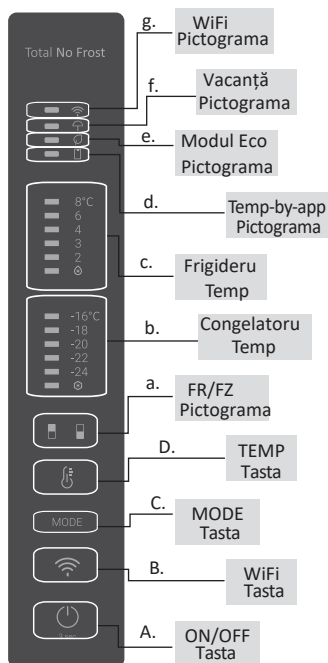 Total No Frost
g.
WiFi
Pictograma
f.
Vacanță
Pictograma
e.
Modul Eco
Pictograma
d.
Temp-by-app
Pictograma
8°C
6
4
3
2
c.
Frigideru
Temp
-16°C
-18
-20
-22
-24
b.
Congelatoru
Temp
a.
FR/FZ
Pictograma
D.
TEMP
Tasta
MODE
C.
MODE
Tasta
B.
WiFi
Tasta
3 sec
A.
ON/OFF
Tasta